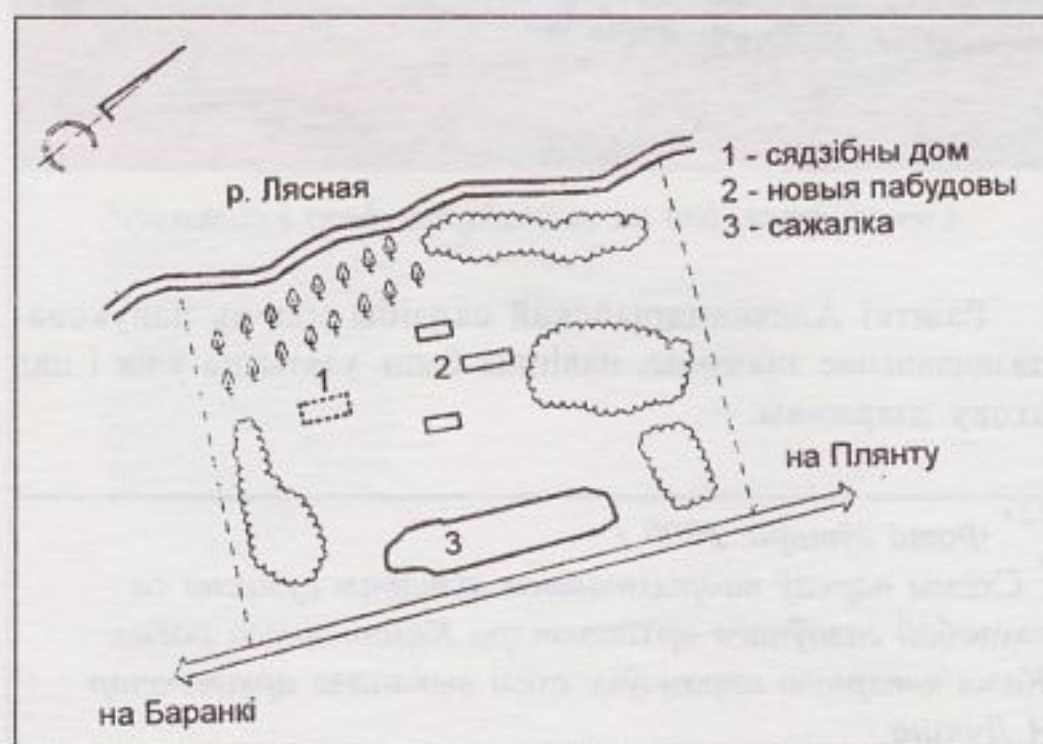 р. Лясная
1 - сядзібны дом
2 - новыя пабудовы
3 - сажалка
1
2
3
на Плянту
на Баранкі